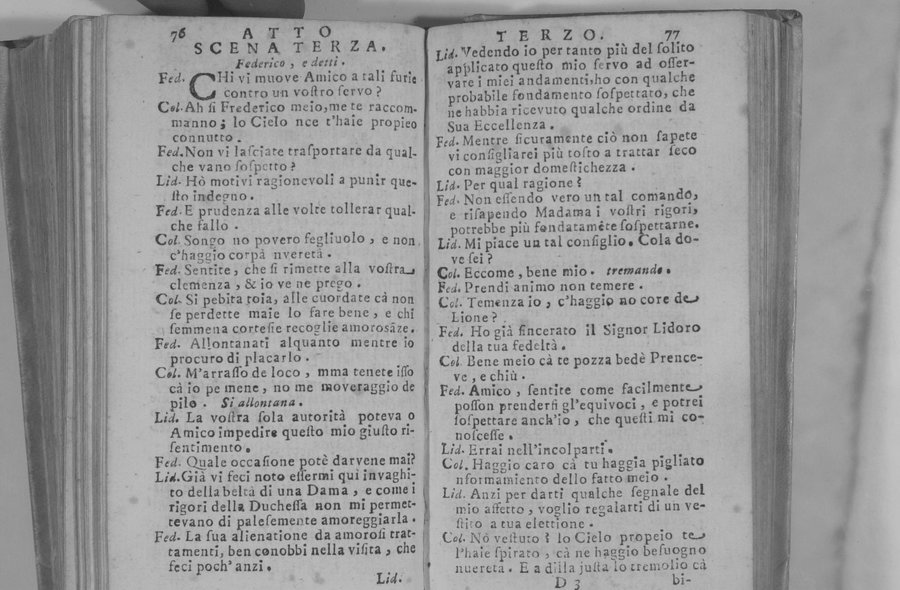 76 ATTO
SCENA TERZA.
Federico, e detti.
Fed. CHi vi muove Amico a tali furie
contro un vostro servo?
Col. Ah si Frederico meio, me te raccom-
manno; lo Cielo nce t'haie propieo
connutto.
Fed. Non vi lasciate trasportare da qual-
che vano sospetto?
Lid. Hò motivi ragionevoli a punir que-
sto indegno.
Fed. E prudenza alle volte tollerar qual-
che fallo.
Col. Songo no povero fegliuolo, e non
c'haggio corpa nveretà.
Fed. Sentite, che si rimette alla vostra
clemenza, & io ve ne prego.
Col. Si pebita toia, alle cuordate cà non
se perdette maie lo fare bene, e chi
semmena cortesie recoglie amorosãze.
Fed. Allontanati alquanto mentre io
procuro di placarlo.
Col. M'arrasso de loco, mma tenete isso
cà io pe mene, no me moveraggio de
pilo. Si allontana.
Lid. La vostra sola autorità poteva o
Amico impedire questo mio giusto ri-
sentimento.
Fed. Quale occasione potè darvene mai?
Lid. Già vi feci noto essermi quì invaghi-
to della beltà di una Dama, e come i
rigori della Duchessa non mi permet-
tevano di palesemente amoreggiarla.
Fed. La sua alienatione da amorosi trat-
tamenti, ben conobbi nella visita, che
feci poch'anzi.
Lid.
TERZO. 77
Lid. Vedendo io per tanto più del solito
applicato questo mio servo ad osser-
vare i miei andamenti, ho con qualche
probabile fondamento sospettato, che
ne habbia ricevuto qualche ordine da
Sua Eccellenza.
Fed. Mentre sicuramente ciò non sapete
vi consigliarei più tosto a trattar seco
con maggior domestichezza.
Lid. Per qual ragione?
Fed. Non essendo vero un tal comandò,
e risapendo Madama i vostri rigori,
potrebbe più fondatamẽte sospettarne.
Lid. Mi piace un tal consiglio. Cola do-
ve sei?
Col. Eccome, bene mio. tremando.
Fed. Prendi animo non temere.
Col. Temenza io, c'haggio no core de
Lione?
Fed. Ho già sincerato il Signor Lidoro
della tua fedeltà.
Col. Bene meio cà te pozza bedè Prence-
ve, e chiù.
Fed. Amico, sentite come facilmente
posson prendersi gl'equivoci, e potrei
sospettare anch'io, che questi mi co-
noscesse.
Lid. Errai nell'incolparti.
Col. Haggio caro cà tu haggia pigliato
nformamiento dello fatto meio.
Lid. Anzi per darti qualche segnale del
mio affetto, voglio regalarti di un ve-
stito a tua elettione.
Col. Nò vestuto? lo Cielo propeio te
l'haie spirato, cà ne haggio besuogno
nuereta. E a dilla justa lo tremolio cà
D 3 bi-